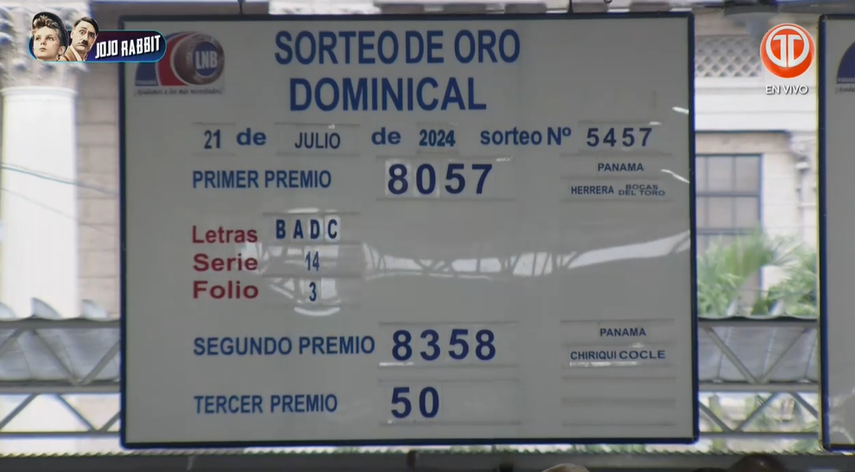 JOJO RABBIT
EN VIVO
LNB
SORTEO DE ORO
DOMINICAL
21 de JULIO de 2024 sorteo Nº 5457
PRIMER PREMIO 8057 PANAMA
HERRERA BOCAS DEL TORO
Letras BADC
Serie 14
Folio 3
SEGUNDO PREMIO 8358 PANAMA
CHIRIQUI COCLE
TERCER PREMIO 50